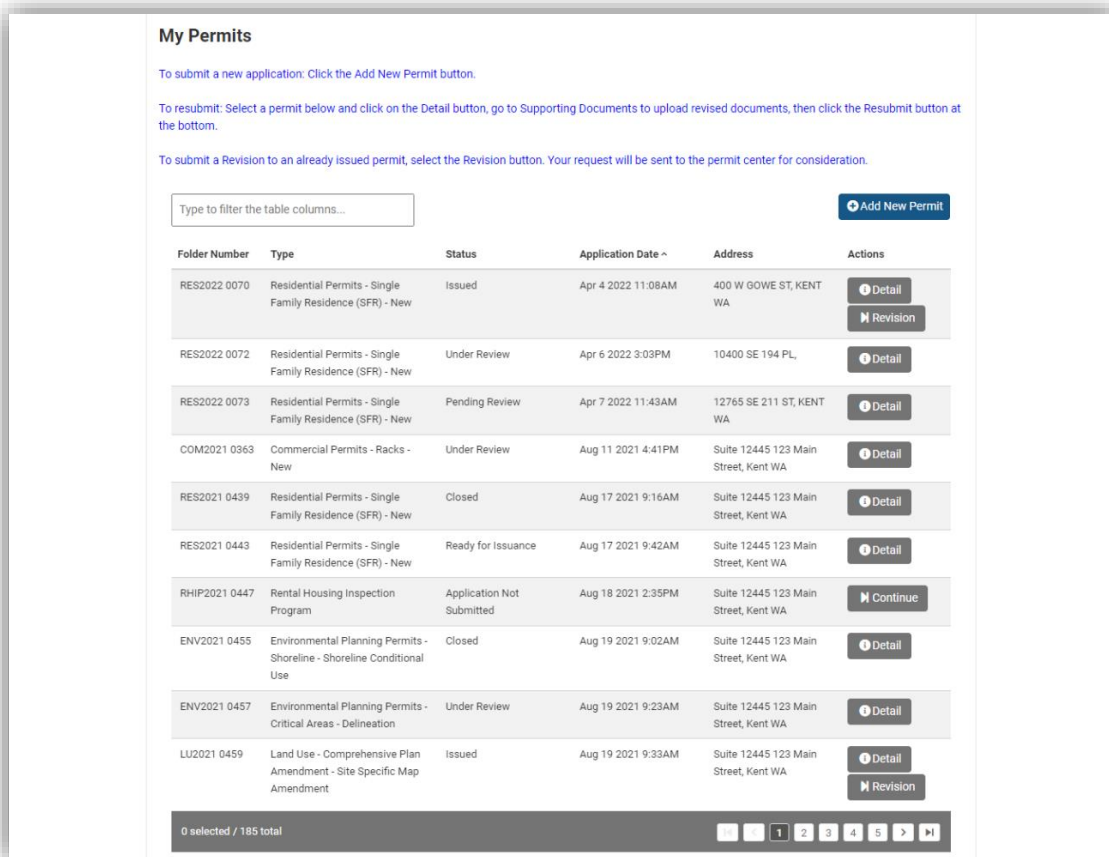 My Permits
To submit a new application: Click the Add New Permit button.
To resubmit: Select a permit below and click on the Detail button, go to Supporting Documents to upload revised documents, then click the Resubmit button at
the bottom.
To submit a Revision to an already issued permit, select the Revision button. Your request will be sent to the permit center for consideration.
Type to filter the table columns...
Add New Permit
Folder Number Type Status Application Date Address Actions
RES2022 0070 Residential Permits - Single Issued Apr 4 2022 11:08AM 400 W GOWE ST, KENT Detail
Family Residence (SFR) - New WA
Revision
RES2022 0072 Residential Permits - Single Under Review Apr 6 2022 3:03PM 10400 SE 194 PL, Detail
Family Residence (SFR) - New
RES2022 0073 Residential Permits - Single Pending Review Apr 7 2022 11:43AM 12765 SE 211 ST, KENT Detail
Family Residence (SFR) - New WA
COM2021 0363 Commercial Permits - Racks - Under Review Aug 11 2021 4:41PM Suite 12445 123 Main Detail
New Street, Kent WA
RES2021 0439 Residential Permits - Single Closed Aug 17 2021 9:16AM Suite 12445 123 Main Detail
Family Residence (SFR) - New Street, Kent WA
RES2021 0443 Residential Permits - Single Ready for Issuance Aug 17 2021 9:42AM Suite 12445 123 Main Detail
Family Residence (SFR) - New Street, Kent WA
RHIP2021 0447 Rental Housing Inspection Application Not Aug 18 2021 2:35PM Suite 12445 123 Main Continue
Program Submitted Street, Kent WA
ENV2021 0455 Environmental Planning Permits - Closed Aug 19 2021 9:02AM Suite 12445 123 Main Detail
Shoreline - Shoreline Conditional Street, Kent WA
Use
ENV2021 0457 Environmental Planning Permits - Under Review Aug 19 2021 9:23AM Suite 12445 123 Main Detail
Critical Areas - Delineation Street, Kent WA
LU2021 0459 Land Use - Comprehensive Plan Issued Aug 19 2021 9:33AM Suite 12445 123 Main Detail
Amendment - Site Specific Map Street, Kent WA
Amendment Revision
0 selected / 185 total 1 2 3 4 5